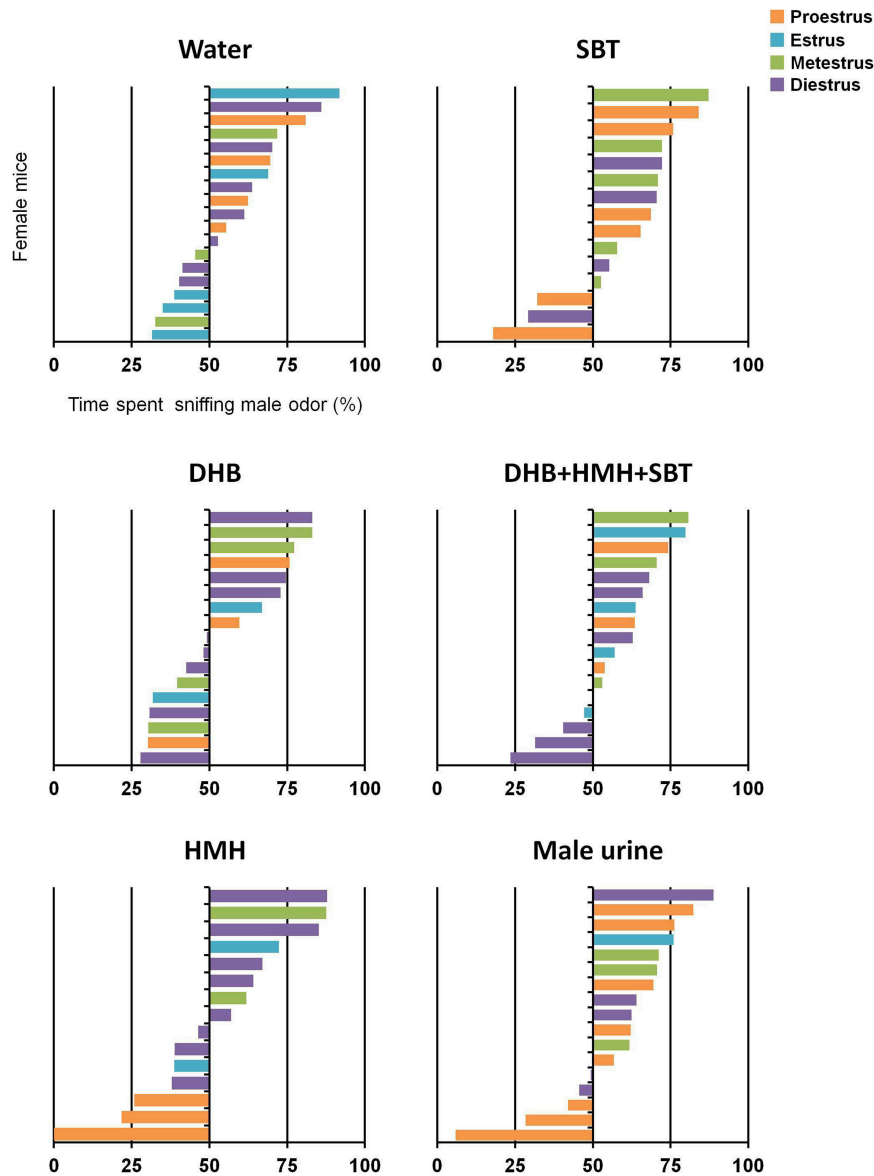 Proestrus
Estrus
Metestrus
Diestrus
Water
SBT
Female mice
0 25 50 75 100
0 25 50 75 100
Time spent sniffing male odor (%)
DHB
DHB+HMH+SBT
0 25 50 75 100
0 25 50 75 100
HMH
Male urine
0 25 50 75 100
0 25 50 75 100